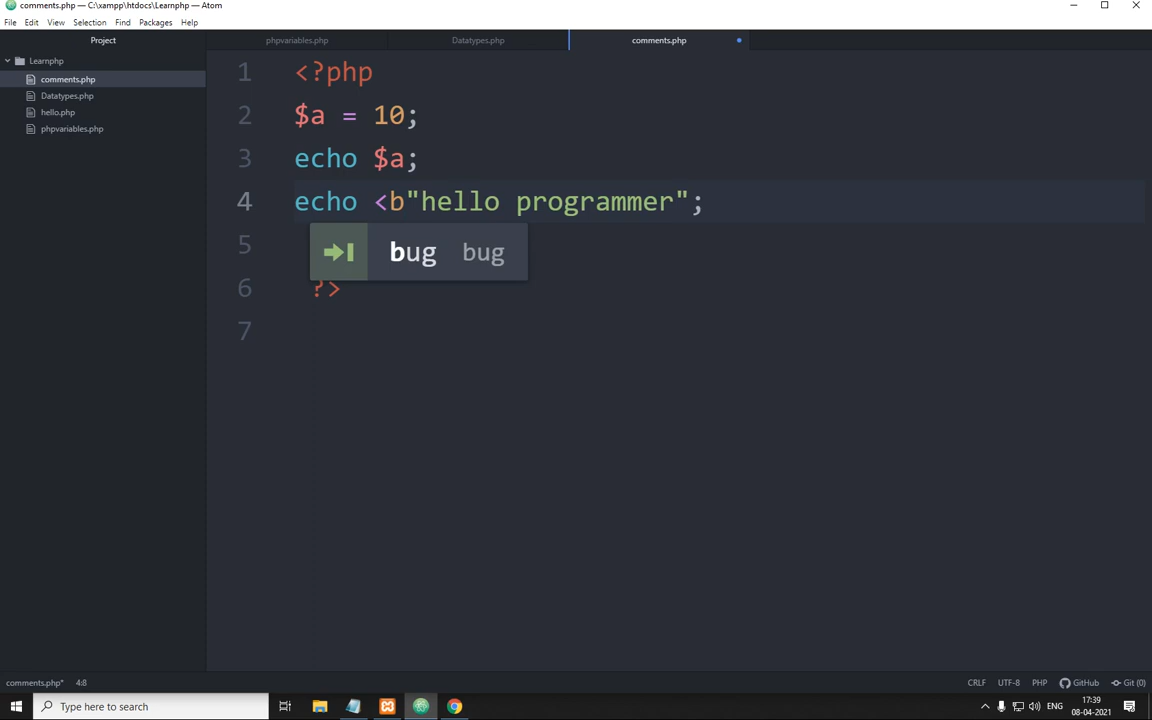 comments.php — C:\xampp\htdocs\Learnphp — Atom
File Edit View Selection Find Packages Help
Project
phpvariables.php Datatypes.php comments.php
Learnphp
comments.php
Datatypes.php
hello.php
phpvariables.php
1 <?php
2 $a = 10;
3 echo $a;
4 echo <b"hello programmer";
5 bug bug
6 ?>
7
comments.php* 4:8 CRLF UTF-8 PHP GitHub Git (0)
Type here to search ENG 17:39
08-04-2021